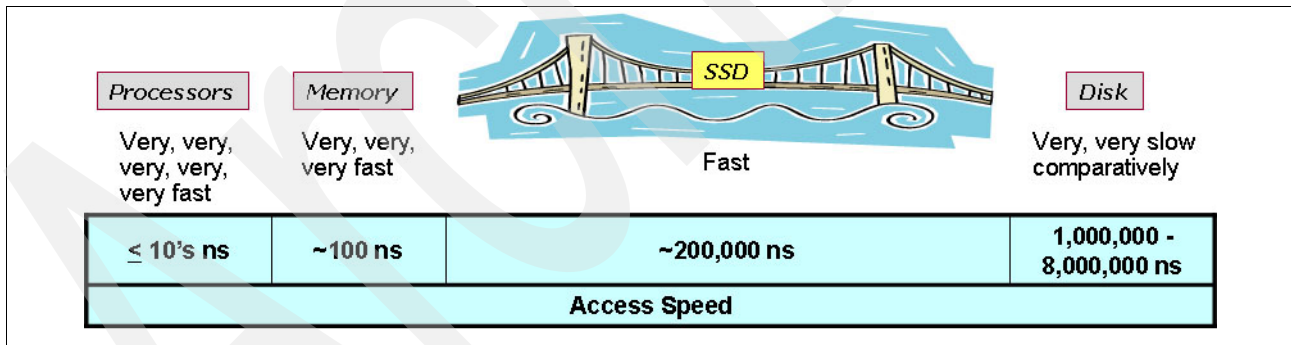 Processors
Memory
SSD
Disk
Very, very,
very, very,
very fast
Very, very,
very fast
Fast
Very, very slow
comparatively
≤ 10's ns
~100 ns
~200,000 ns
1,000,000 -
8,000,000 ns
Access Speed